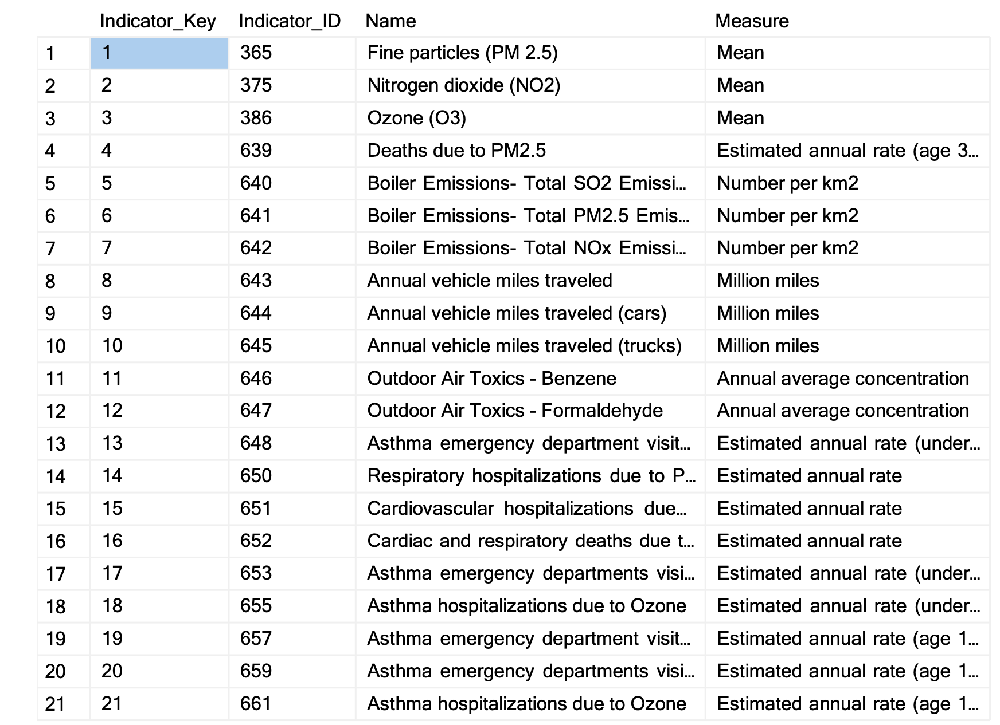 Indicator_Key Indicator_ID Name Measure
1 1 365 Fine particles (PM 2.5) Mean
2 2 375 Nitrogen dioxide (NO2) Mean
3 3 386 Ozone (O3) Mean
4 4 639 Deaths due to PM2.5 Estimated annual rate (age 3...
5 5 640 Boiler Emissions- Total SO2 Emissi... Number per km2
6 6 641 Boiler Emissions- Total PM2.5 Emis... Number per km2
7 7 642 Boiler Emissions- Total NOx Emissi... Number per km2
8 8 643 Annual vehicle miles traveled Million miles
9 9 644 Annual vehicle miles traveled (cars) Million miles
10 10 645 Annual vehicle miles traveled (trucks) Million miles
11 11 646 Outdoor Air Toxics - Benzene Annual average concentration
12 12 647 Outdoor Air Toxics - Formaldehyde Annual average concentration
13 13 648 Asthma emergency department visit... Estimated annual rate (under...
14 14 650 Respiratory hospitalizations due to P... Estimated annual rate
15 15 651 Cardiovascular hospitalizations due... Estimated annual rate
16 16 652 Cardiac and respiratory deaths due t... Estimated annual rate
17 17 653 Asthma emergency departments visi... Estimated annual rate (under...
18 18 655 Asthma hospitalizations due to Ozone Estimated annual rate (under...
19 19 657 Asthma emergency department visit... Estimated annual rate (age 1...
20 20 659 Asthma emergency departments visi... Estimated annual rate (age 1...
21 21 661 Asthma hospitalizations due to Ozone Estimated annual rate (age 1...